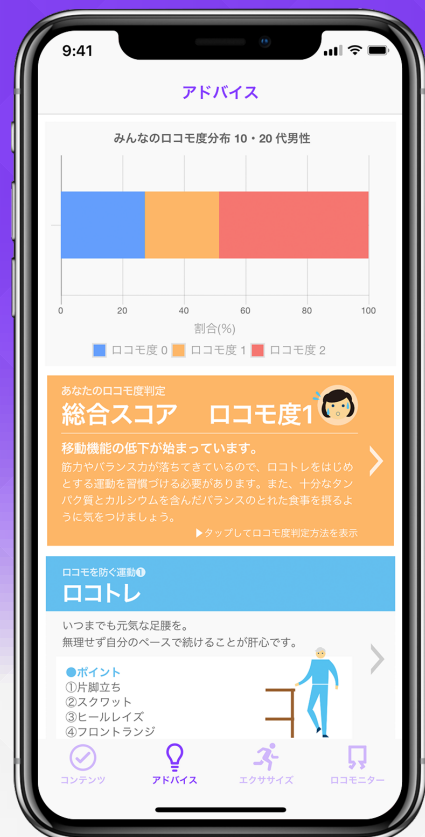 9:41
アドバイス
みんなのロコモ度分布 10・20 代男性
0 20 40 60 80 100
割合(%)
ロコモ度 0 ロコモ度 1 ロコモ度 2
あなたのロコモ度判定
総合スコア ロコモ度1
移動機能の低下が始まっています。
筋力やバランス力が落ちてきているので、ロコトレをはじめ
とする運動を習慣づける必要があります。また、十分なタン
パク質とカルシウムを含んだバランスのとれた食事を摂るよ
うに気をつけましょう。
▶タップしてロコモ度判定方法を表示
ロコモを防ぐ運動❶
ロコトレ
いつまでも元気な足腰を。
無理せず自分のペースで続けることが肝心です。
●ポイント
①片脚立ち
②スクワット
③ヒールレイズ
④フロントランジ
コンテンツ アドバイス エクササイズ ロコモニター